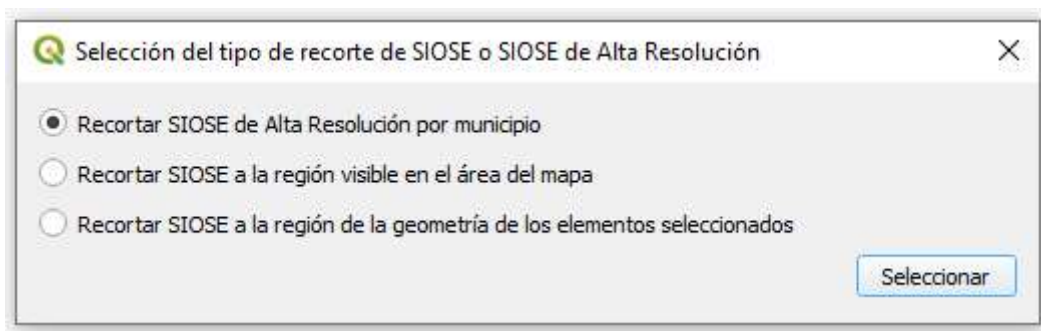 Selección del tipo de recorte de SIOSE o SIOSE de Alta Resolución
Recortar SIOSE de Alta Resolución por municipio
Recortar SIOSE a la región visible en el área del mapa
Recortar SIOSE a la región de la geometría de los elementos seleccionados
Seleccionar